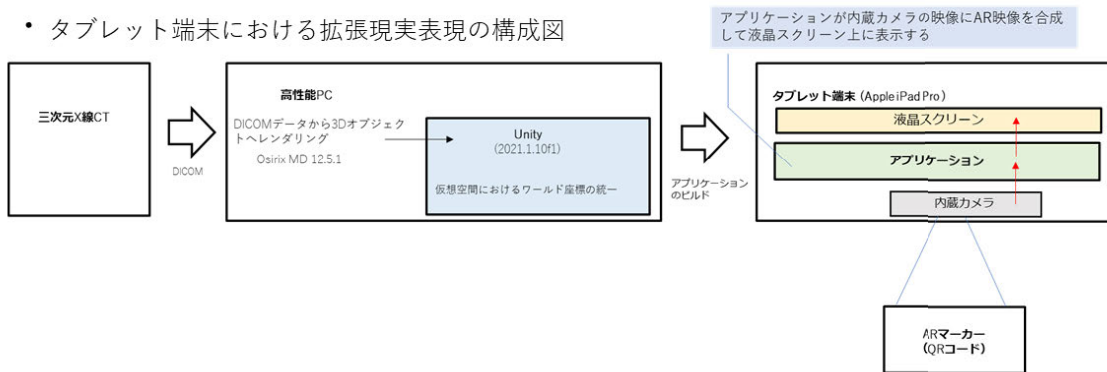 アプリケーションが内蔵カメラの映像にAR映像を合成
して液晶スクリーン上に表示する
• タブレット端末における拡張現実表現の構成図
三次元X線CT
DICOM
高性能PC
DICOMデータから3Dオブジェク
トへレンダリング
Osirix MD 12.5.1
Unity
(2021.1.10f1)
仮想空間におけるワールド座標の統一
アプリケーション
のビルド
タブレット端末 (Apple iPad Pro)
液晶スクリーン
アプリケーション
内蔵カメラ
ARマーカー
(QRコード)